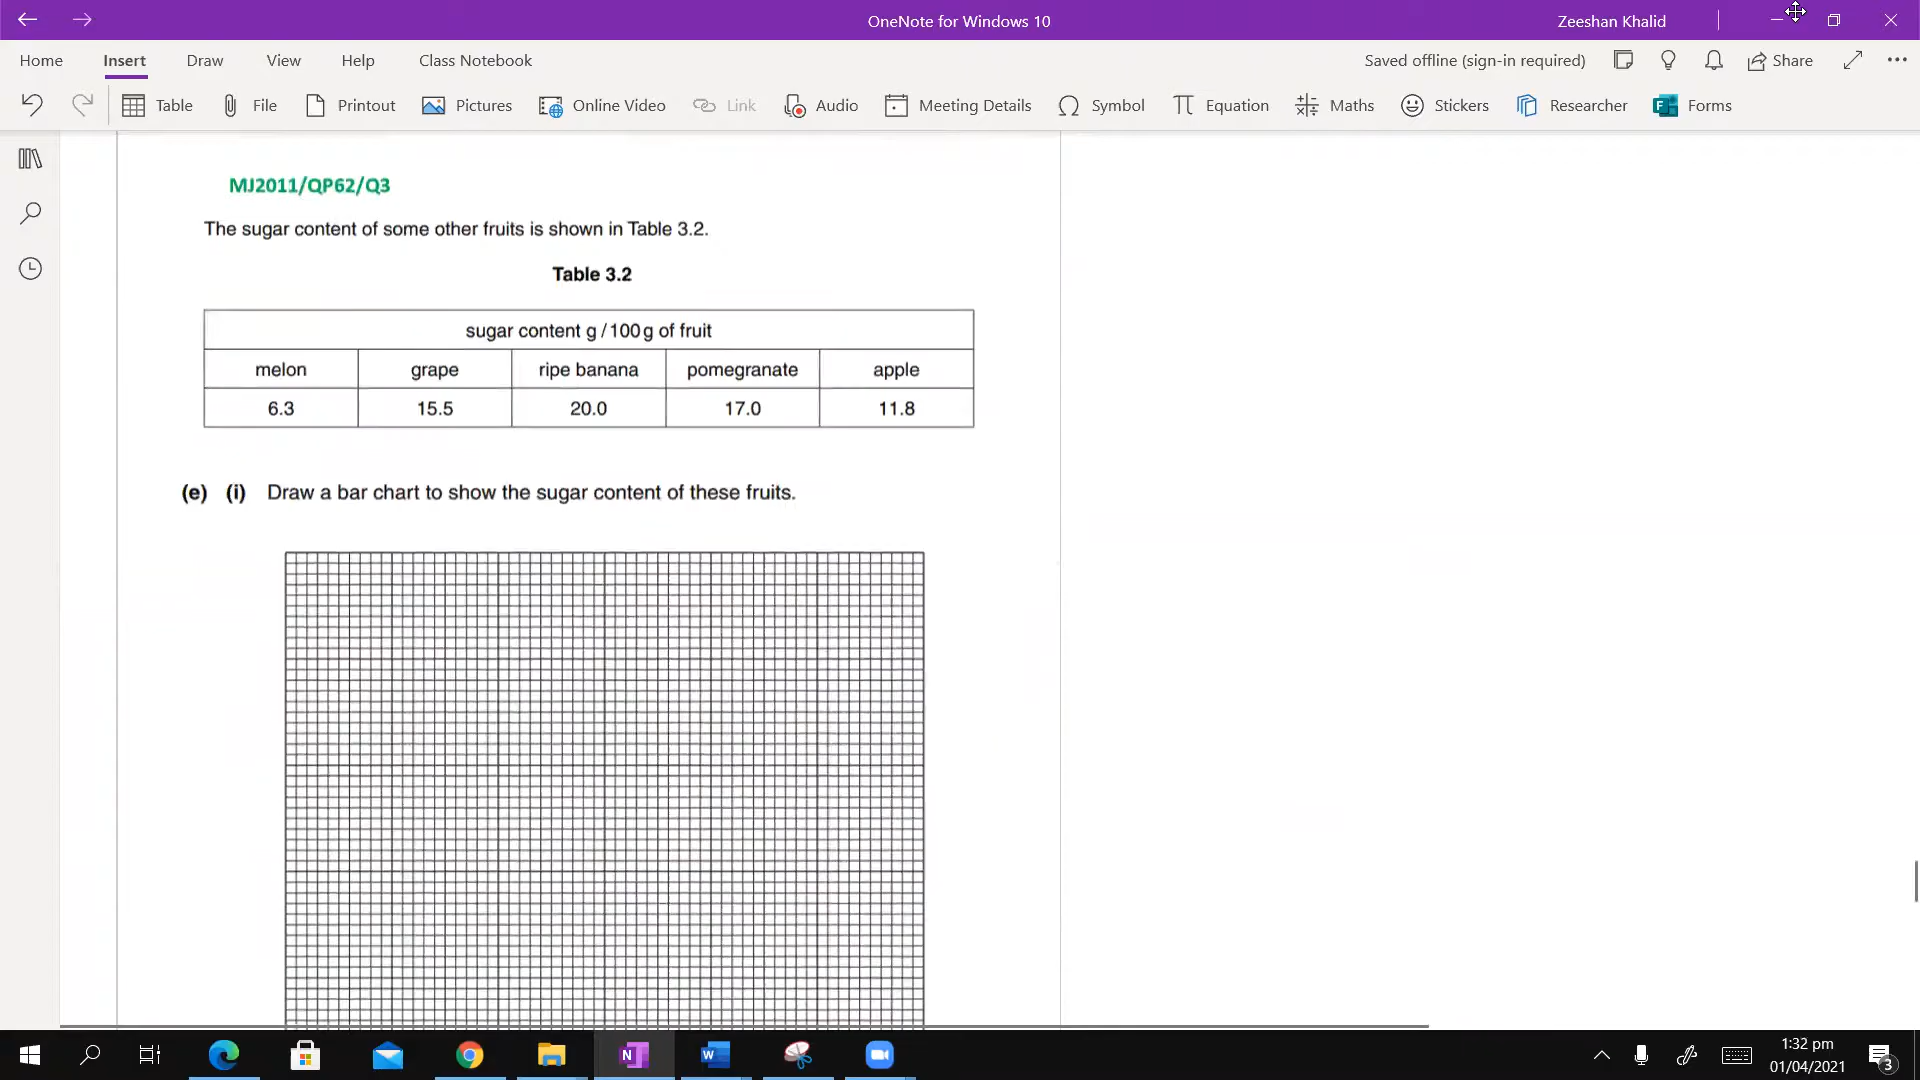 OneNote for Windows 10
Zeeshan Khalid
Home Insert Draw View Help Class Notebook
Saved offline (sign-in required) Share
Table File Printout Pictures Online Video Link Audio Meeting Details Symbol Equation Maths Stickers Researcher Forms
MJ2011/QP62/Q3
The sugar content of some other fruits is shown in Table 3.2.
Table 3.2
sugar content g / 100 g of fruit
melon grape ripe banana pomegranate apple
6.3 15.5 20.0 17.0 11.8
(e) (i) Draw a bar chart to show the sugar content of these fruits.
1:32 pm
01/04/2021
3